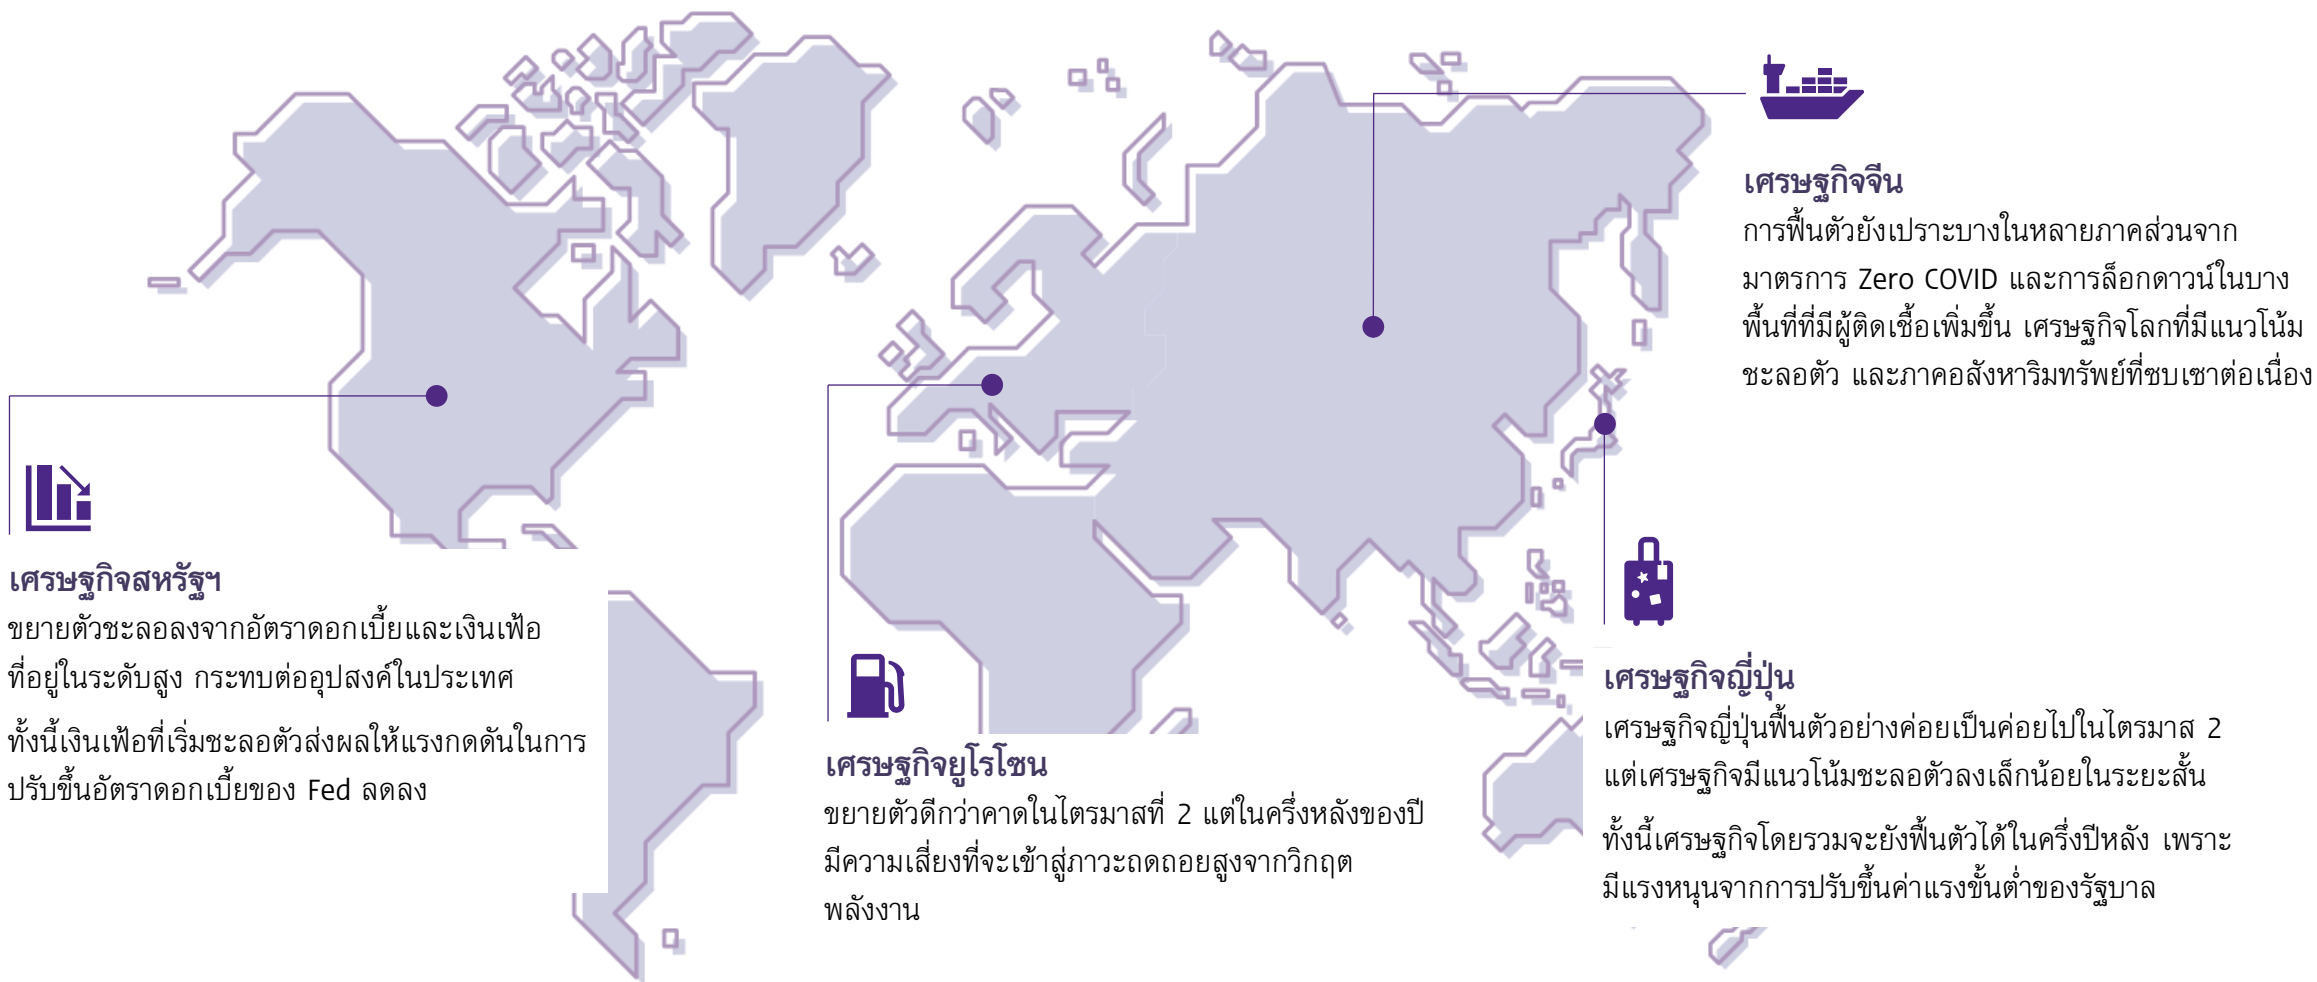 เศรษฐกิจจีน
การฟื้นตัวยังเปราะบางในหลายภาคส่วนจาก
มาตรการ Zero COVID และการล็อกดาวน์ในบาง
พื้นที่ที่มีผู้ติดเชื้อเพิ่มขึ้น เศรษฐกิจโลกที่มีแนวโน้ม
ชะลอตัว และภาคอสังหาริมทรัพย์ที่ซบเซาต่อเนื่อง
เศรษฐกิจสหรัฐฯ
ขยายตัวชะลอลงจากอัตราดอกเบี้ยและเงินเฟ้อ
ที่อยู่ในระดับสูง กระทบต่ออุปสงค์ในประเทศ
ทั้งนี้เงินเฟ้อที่เริ่มชะลอตัวส่งผลให้แรงกดดันในการ
ปรับขึ้นอัตราดอกเบี้ยของ Fed ลดลง
เศรษฐกิจยูโรโซน
ขยายตัวดีกว่าคาดในไตรมาสที่ 2 แต่ในครึ่งหลังของปี
มีความเสี่ยงที่จะเข้าสู่ภาวะถดถอยสูงจากวิกฤต
พลังงาน
เศรษฐกิจญี่ปุ่น
เศรษฐกิจญี่ปุ่นฟื้นตัวอย่างค่อยเป็นค่อยไปในไตรมาส 2
แต่เศรษฐกิจมีแนวโน้มชะลอตัวลงเล็กน้อยในระยะสั้น
ทั้งนี้เศรษฐกิจโดยรวมจะยังฟื้นตัวได้ในครึ่งปีหลัง เพราะ
มีแรงหนุนจากการปรับขึ้นค่าแรงขั้นต่ำของรัฐบาล